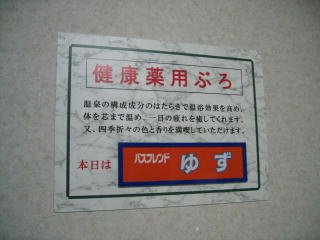 健康薬用ぶろ
温泉の構成成分のはたらきで温浴効果を高め、
体を芯まで温め、一日の疲れを癒してくれます。
又、四季折々の色と香りを満喫していただけます。
本日は バスフレンド ゆず